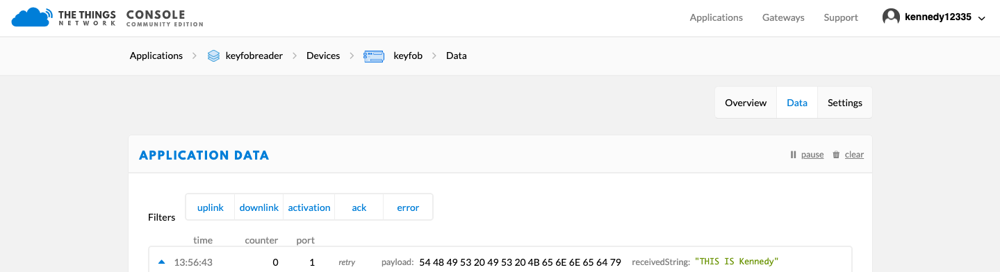 THE THINGS NETWORK CONSOLE COMMUNITY EDITION Applications Gateways Support kennedy12335
Applications keyfobreader Devices keyfob Data
Overview Data Settings
APPLICATION DATA pause clear
Filters uplink downlink activation ack error
time counter port
13:56:43 0 1 retry payload: 54 48 49 53 20 49 53 20 4B 65 6E 6E 65 64 79 receivedString: "THIS IS Kennedy"